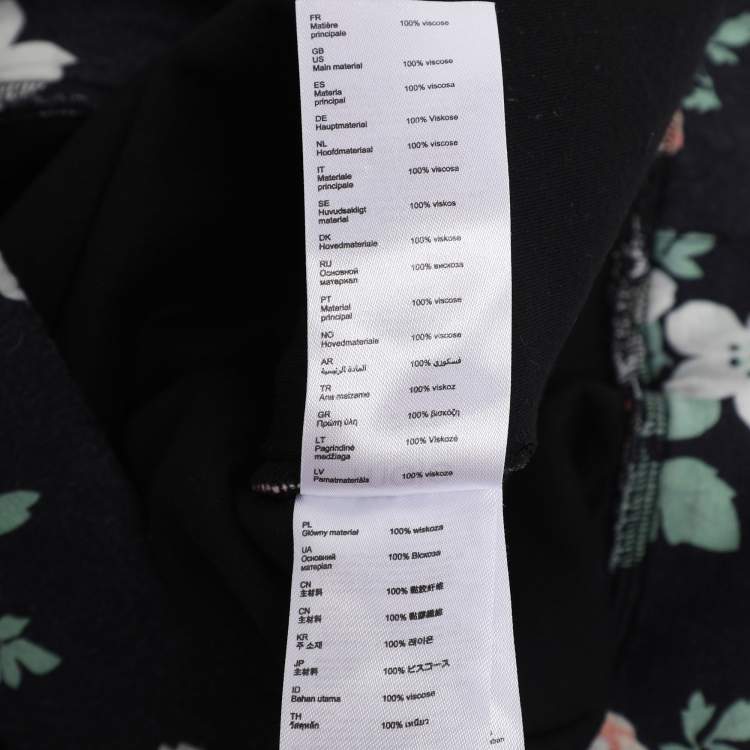 FR
Matière 100% viscose
principale
GB
US
Main material 100% viscose
ES
Materia 100% viscosa
principal
DE
Hauptmaterial 100% Viskose
NL
Hoofdmateriaal 100% viscose
IT
Materiale 100% viscosa
principale
SE
Huvudsakligt 100% viskos
material
DK
Hovedmateriale 100% viskose
RU
Основной 100% вискоза
материал
PT
Material 100% viscose
principal
NO
Hovedmateriale 100% viscose
AR
المادة الرئيسية 100% فسكوزي
TR
Ana malzame 100% viskoz
GR
Πρώτη ύλη 100% βισκόζη
LT
Pagrindinė 100% Viskozė
medžiaga
LV
Pamatmateriāls 100% viskoze
PL
Główny materiał 100% wiskoza
UA
Основний 100% Віскоза
матеріал
CN
主材料 100% 黏胶纤维
CN
主材料 100% 黏膠纖維
KR
주 소재 100% 레이온
JP
主材料 100% ビスコース
ID
Bahan utama 100% viscose
TH
วัสดุหลัก 100% เหนียว